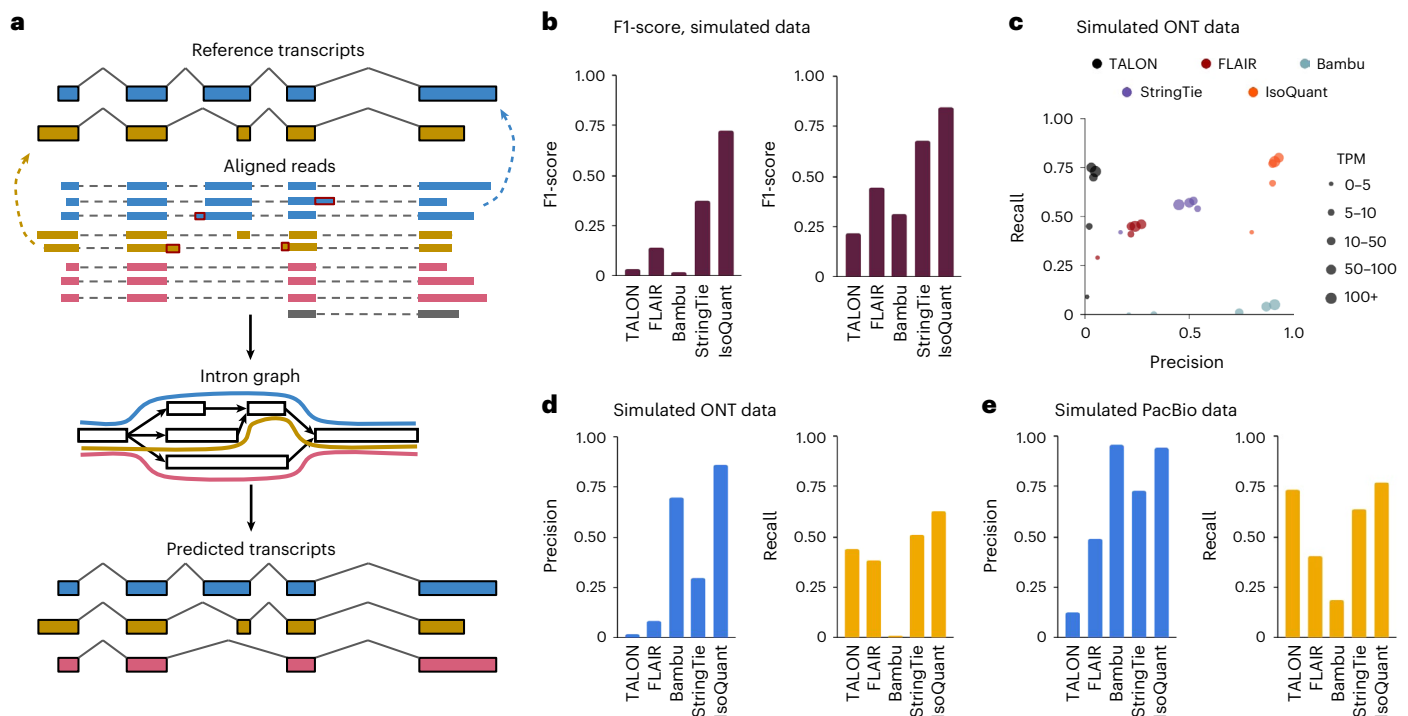 a
Reference transcripts
Aligned reads
Intron graph
Predicted transcripts
b
F1-score, simulated data
F1-score
1.00
0.75
0.50
0.25
0
TALON
FLAIR
Bambu
StringTie
IsoQuant
F1-score
1.00
0.75
0.50
0.25
0
TALON
FLAIR
Bambu
StringTie
IsoQuant
c
Simulated ONT data
TALON FLAIR Bambu
StringTie IsoQuant
Recall
1.00
0.75
0.50
0.25
0
0 0.5 1.0
Precision
TPM
0–5
5–10
10–50
50–100
100+
d
Simulated ONT data
Precision
1.00
0.75
0.50
0.25
0
TALON
FLAIR
Bambu
StringTie
IsoQuant
Recall
1.00
0.75
0.50
0.25
0
TALON
FLAIR
Bambu
StringTie
IsoQuant
e
Simulated PacBio data
Precision
1.00
0.75
0.50
0.25
0
TALON
FLAIR
Bambu
StringTie
IsoQuant
Recall
1.00
0.75
0.50
0.25
0
TALON
FLAIR
Bambu
StringTie
IsoQuant